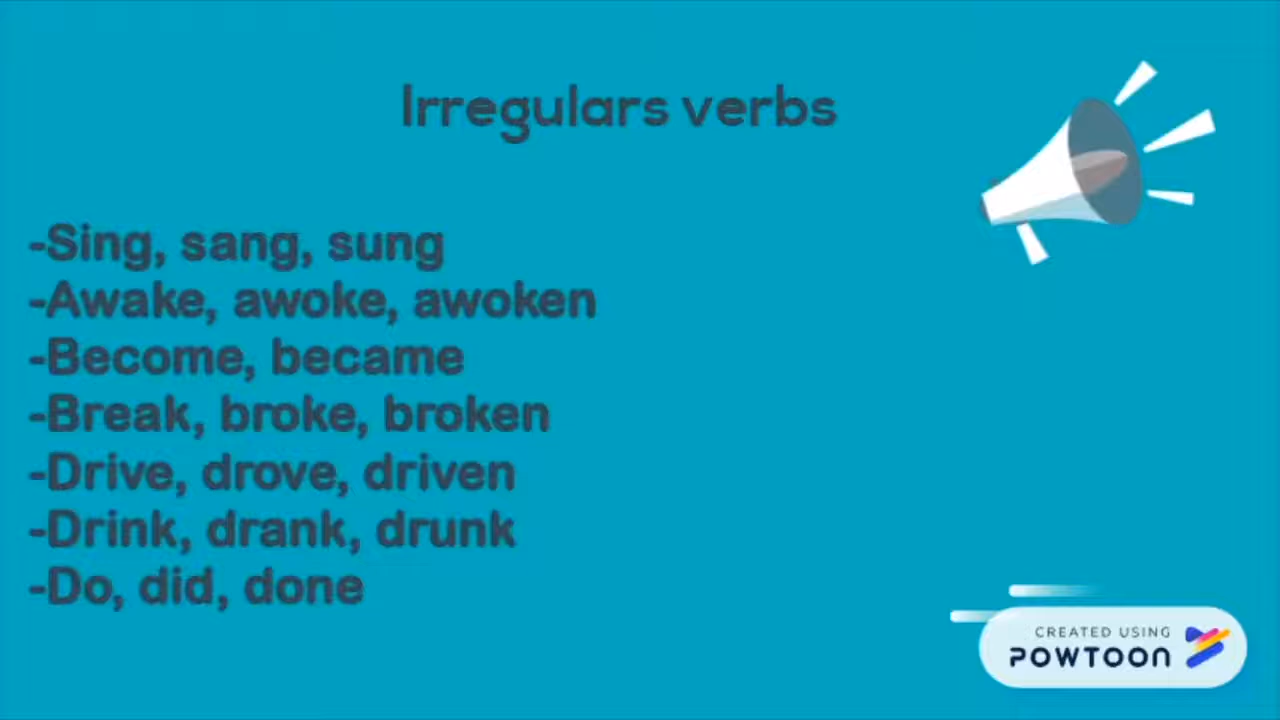 Irregulars verbs
-Sing, sang, sung
-Awake, awoke, awoken
-Become, became
-Break, broke, broken
-Drive, drove, driven
-Drink, drank, drunk
-Do, did, done
CREATED USING
POWTOON